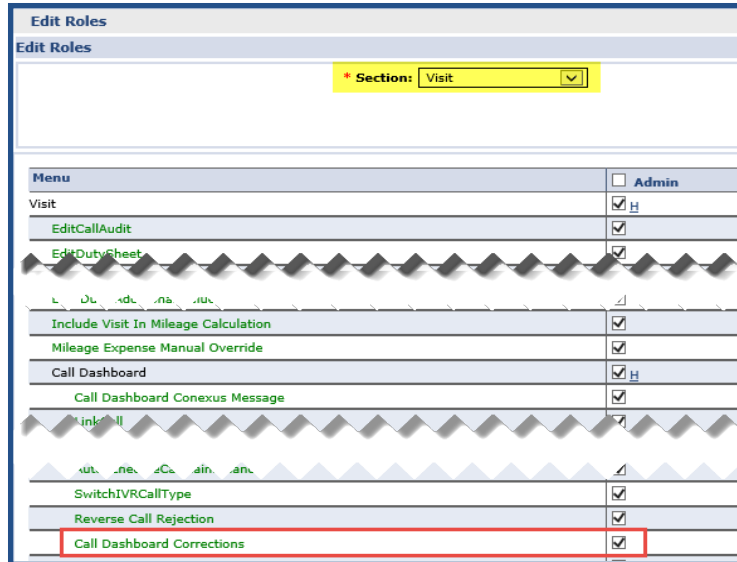 Edit Roles
Edit Roles
* Section: Visit
Menu Admin
Visit H
EditCallAudit
EditDutySheet
Include Visit In Mileage Calculation
Mileage Expense Manual Override
Call Dashboard H
Call Dashboard Conexus Message
SwitchIVRCallType
Reverse Call Rejection
Call Dashboard Corrections